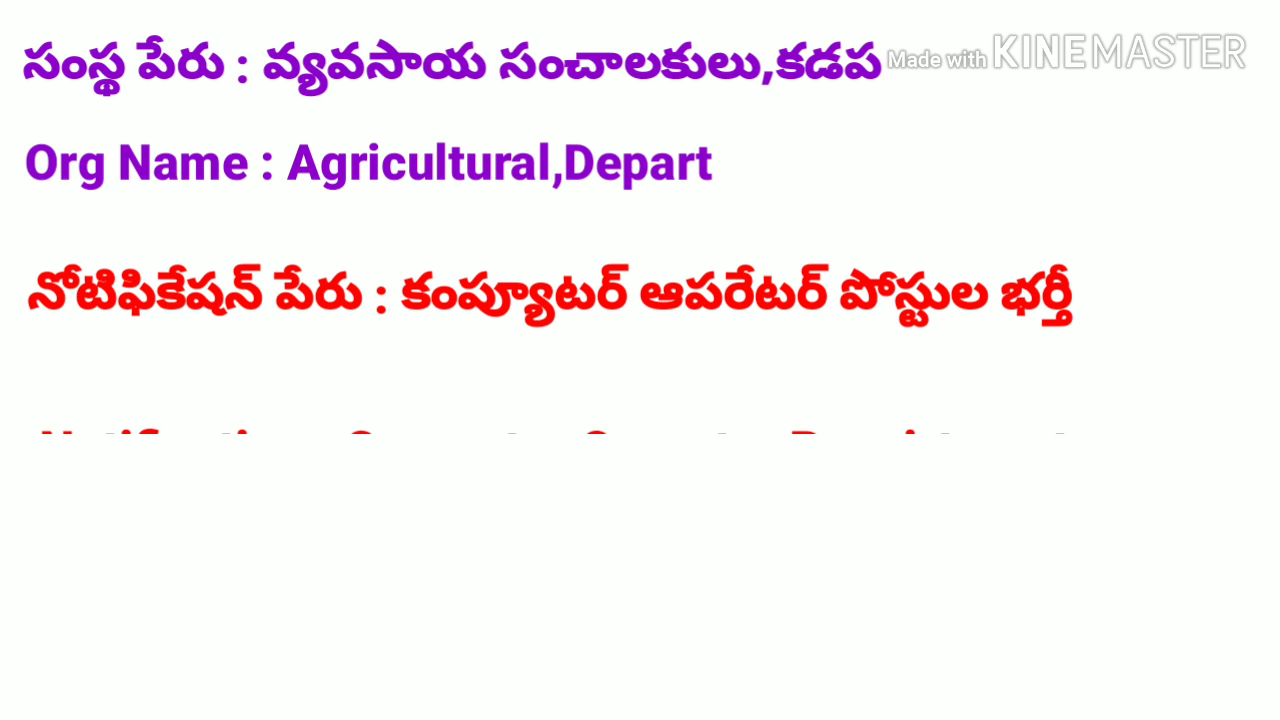 సంస్థ పేరు : వ్యవసాయ సంచాలకులు,కడప
Made with KINEMASTER
Org Name : Agricultural,Depart
నోటిఫికేషన్ పేరు : కంప్యూటర్ ఆపరేటర్ పోస్టుల భర్తీ